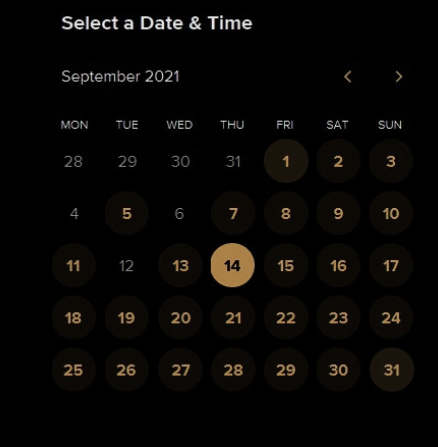 Select a Date & Time
September 2021
MON TUE WED THU FRI SAT SUN
28 29 30 31 1 2 3
4 5 6 7 8 9 10
11 12 13 14 15 16 17
18 19 20 21 22 23 24
25 26 27 28 29 30 31